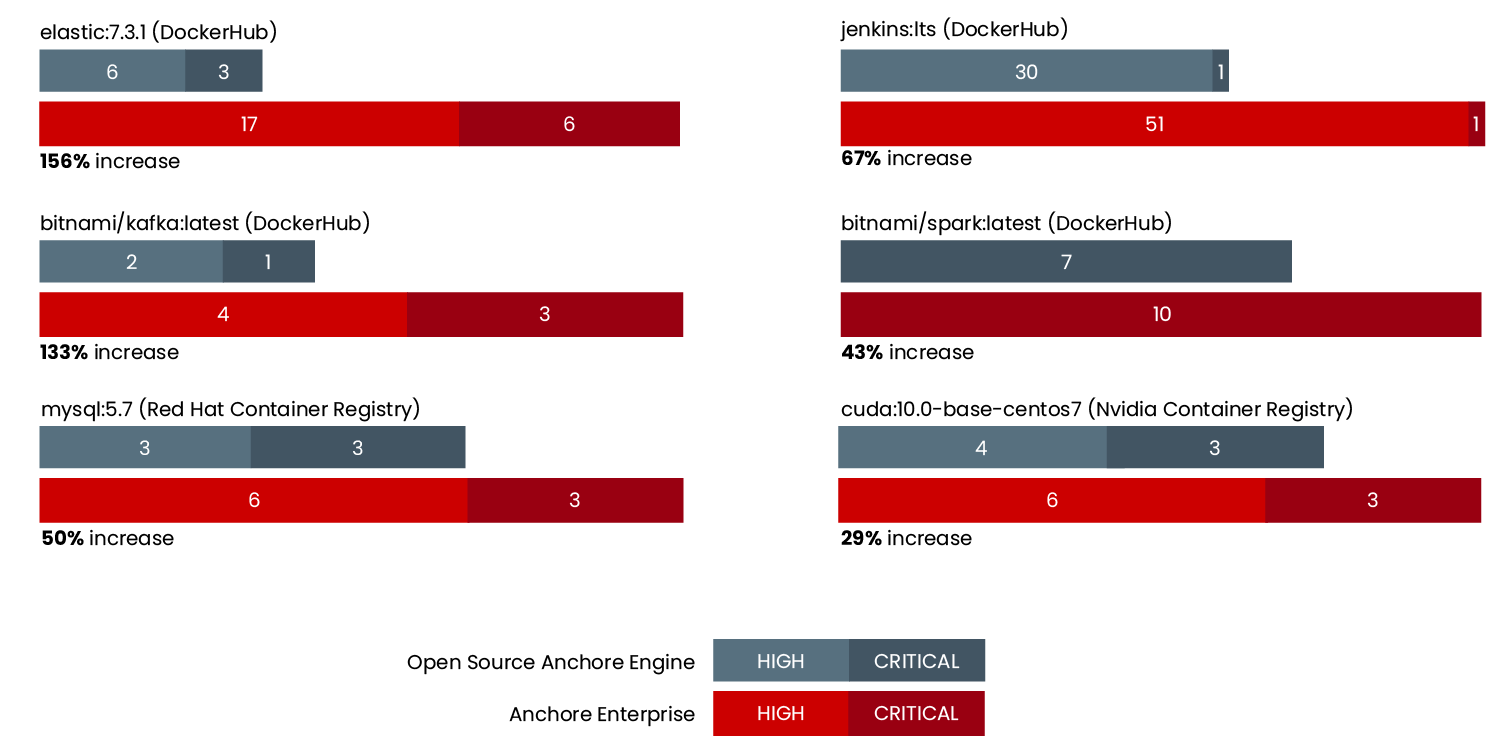 elastic:7.3.1 (DockerHub)
6 3
17 6
156% increase
jenkins:lts (DockerHub)
30 1
51 1
67% increase
bitnami/kafka:latest (DockerHub)
2 1
4 3
133% increase
bitnami/spark:latest (DockerHub)
7
10
43% increase
mysql:5.7 (Red Hat Container Registry)
3 3
6 3
50% increase
cuda:10.0-base-centos7 (Nvidia Container Registry)
4 3
6 3
29% increase
Open Source Anchore Engine HIGH CRITICAL
Anchore Enterprise HIGH CRITICAL